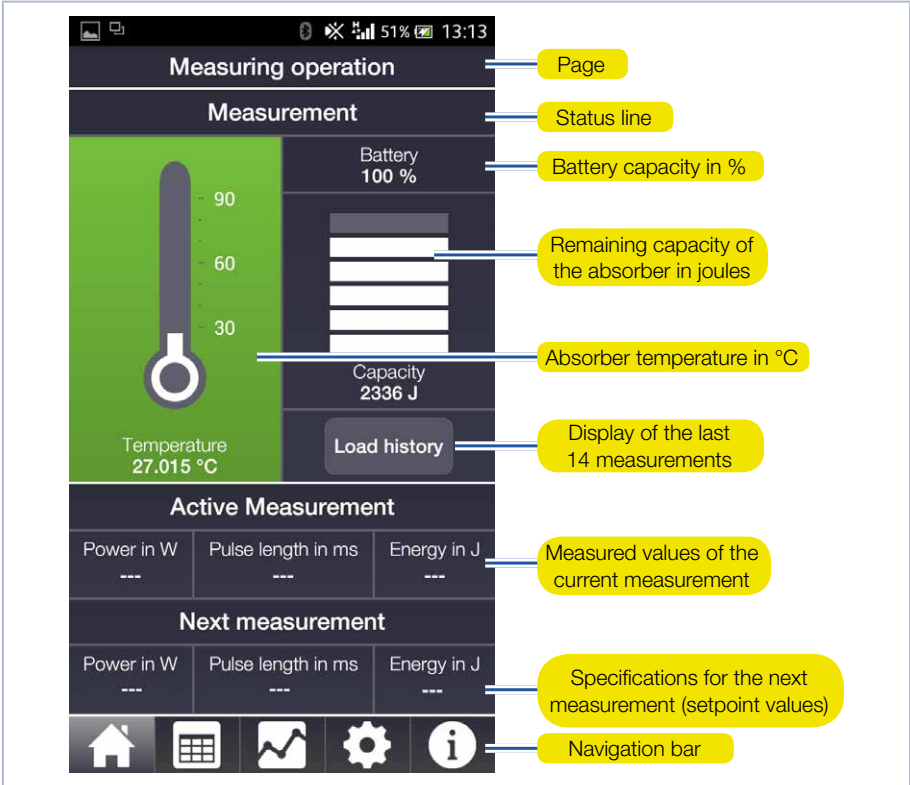 51% 13:13
Measuring operation
Page
Measurement
Status line
Battery
100 %
Battery capacity in %
90
60
30
Remaining capacity of
the absorber in joules
Absorber temperature in °C
Capacity
2336 J
Temperature
27.015 °C
Load history
Display of the last
14 measurements
Active Measurement
Power in W Pulse length in ms Energy in J
--- --- ---
Measured values of the
current measurement
Next measurement
Power in W Pulse length in ms Energy in J
--- --- ---
Specifications for the next
measurement (setpoint values)
Navigation bar